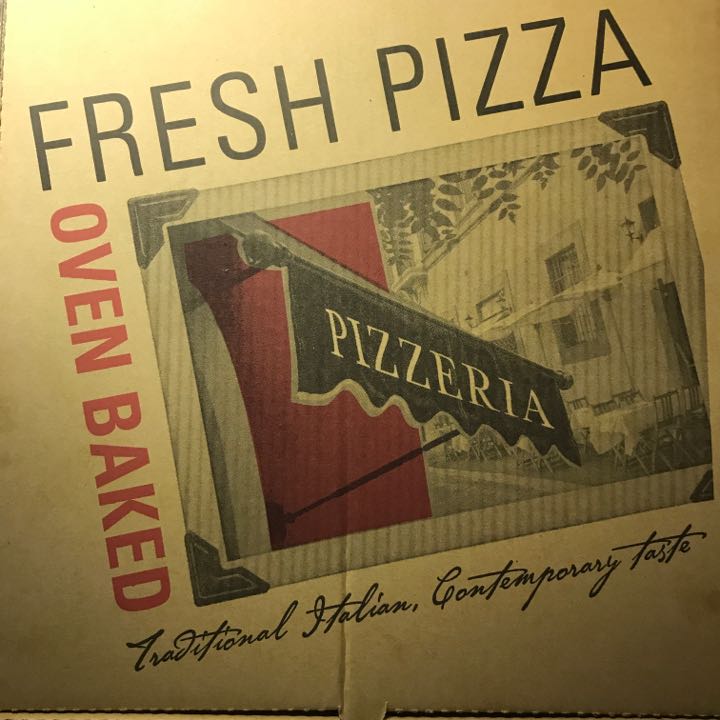 FRESH PIZZA
OVEN BAKED
PIZZERIA
Traditional Italian, Contemporary taste